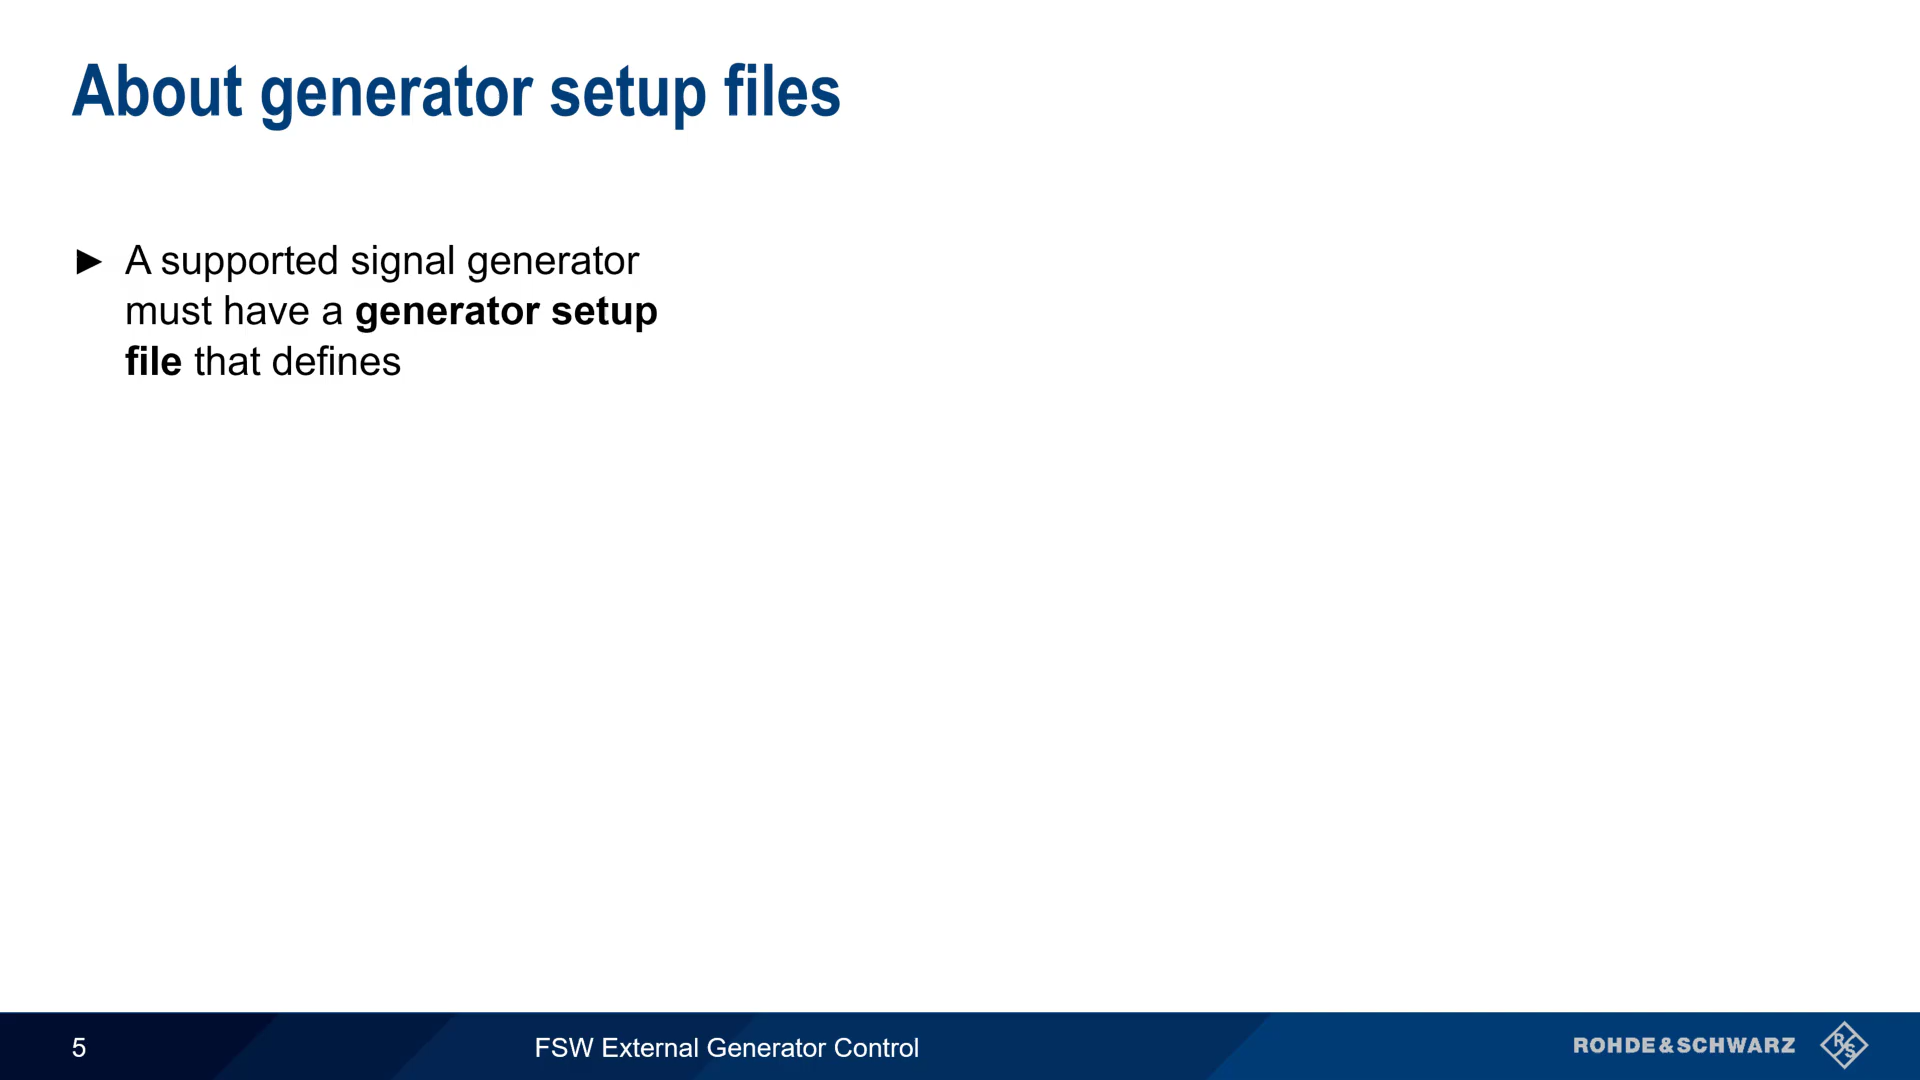 About generator setup files
► A supported signal generator
must have a generator setup
file that defines
5
FSW External Generator Control
ROHDE&SCHWARZ
R&S